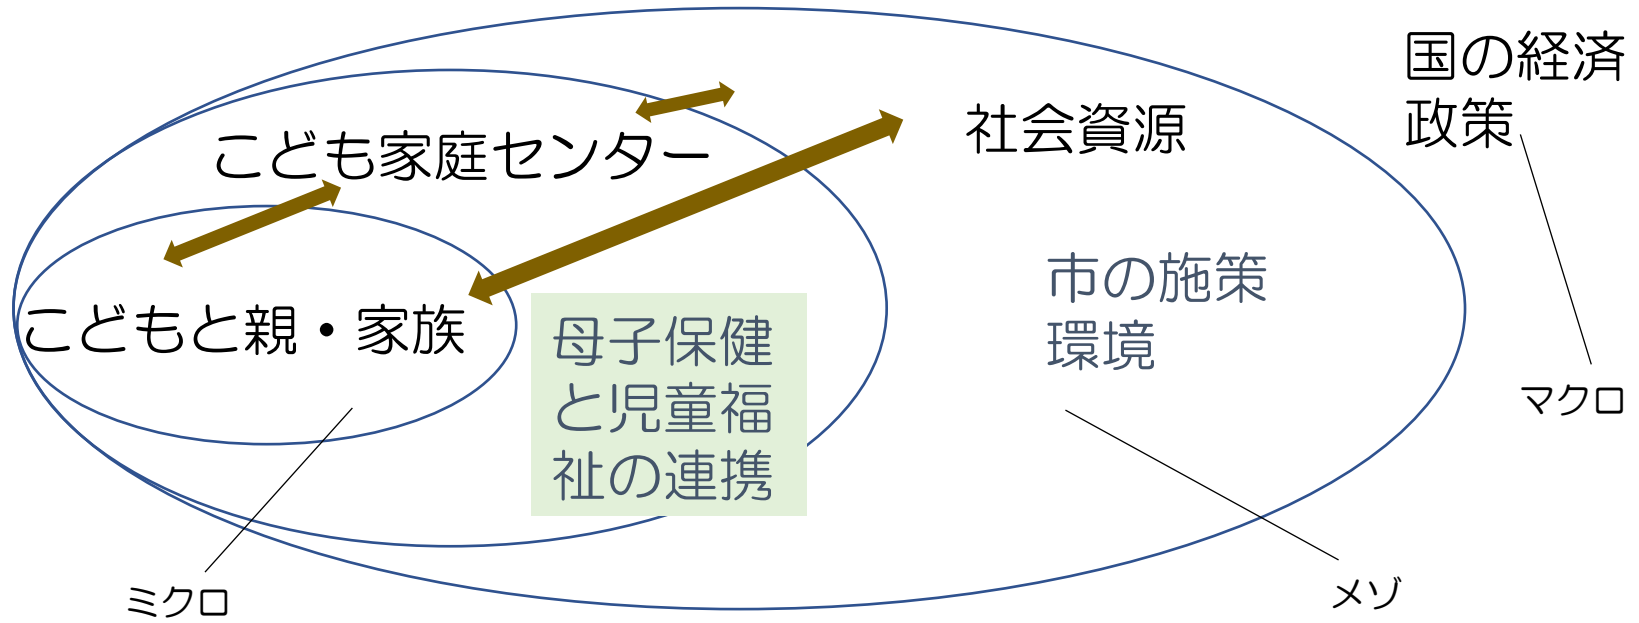 国の経済
政策
社会資源
こども家庭センター
市の施策
環境
こどもと親・家族
母子保健
と児童福
祉の連携
マクロ
メゾ
ミクロ